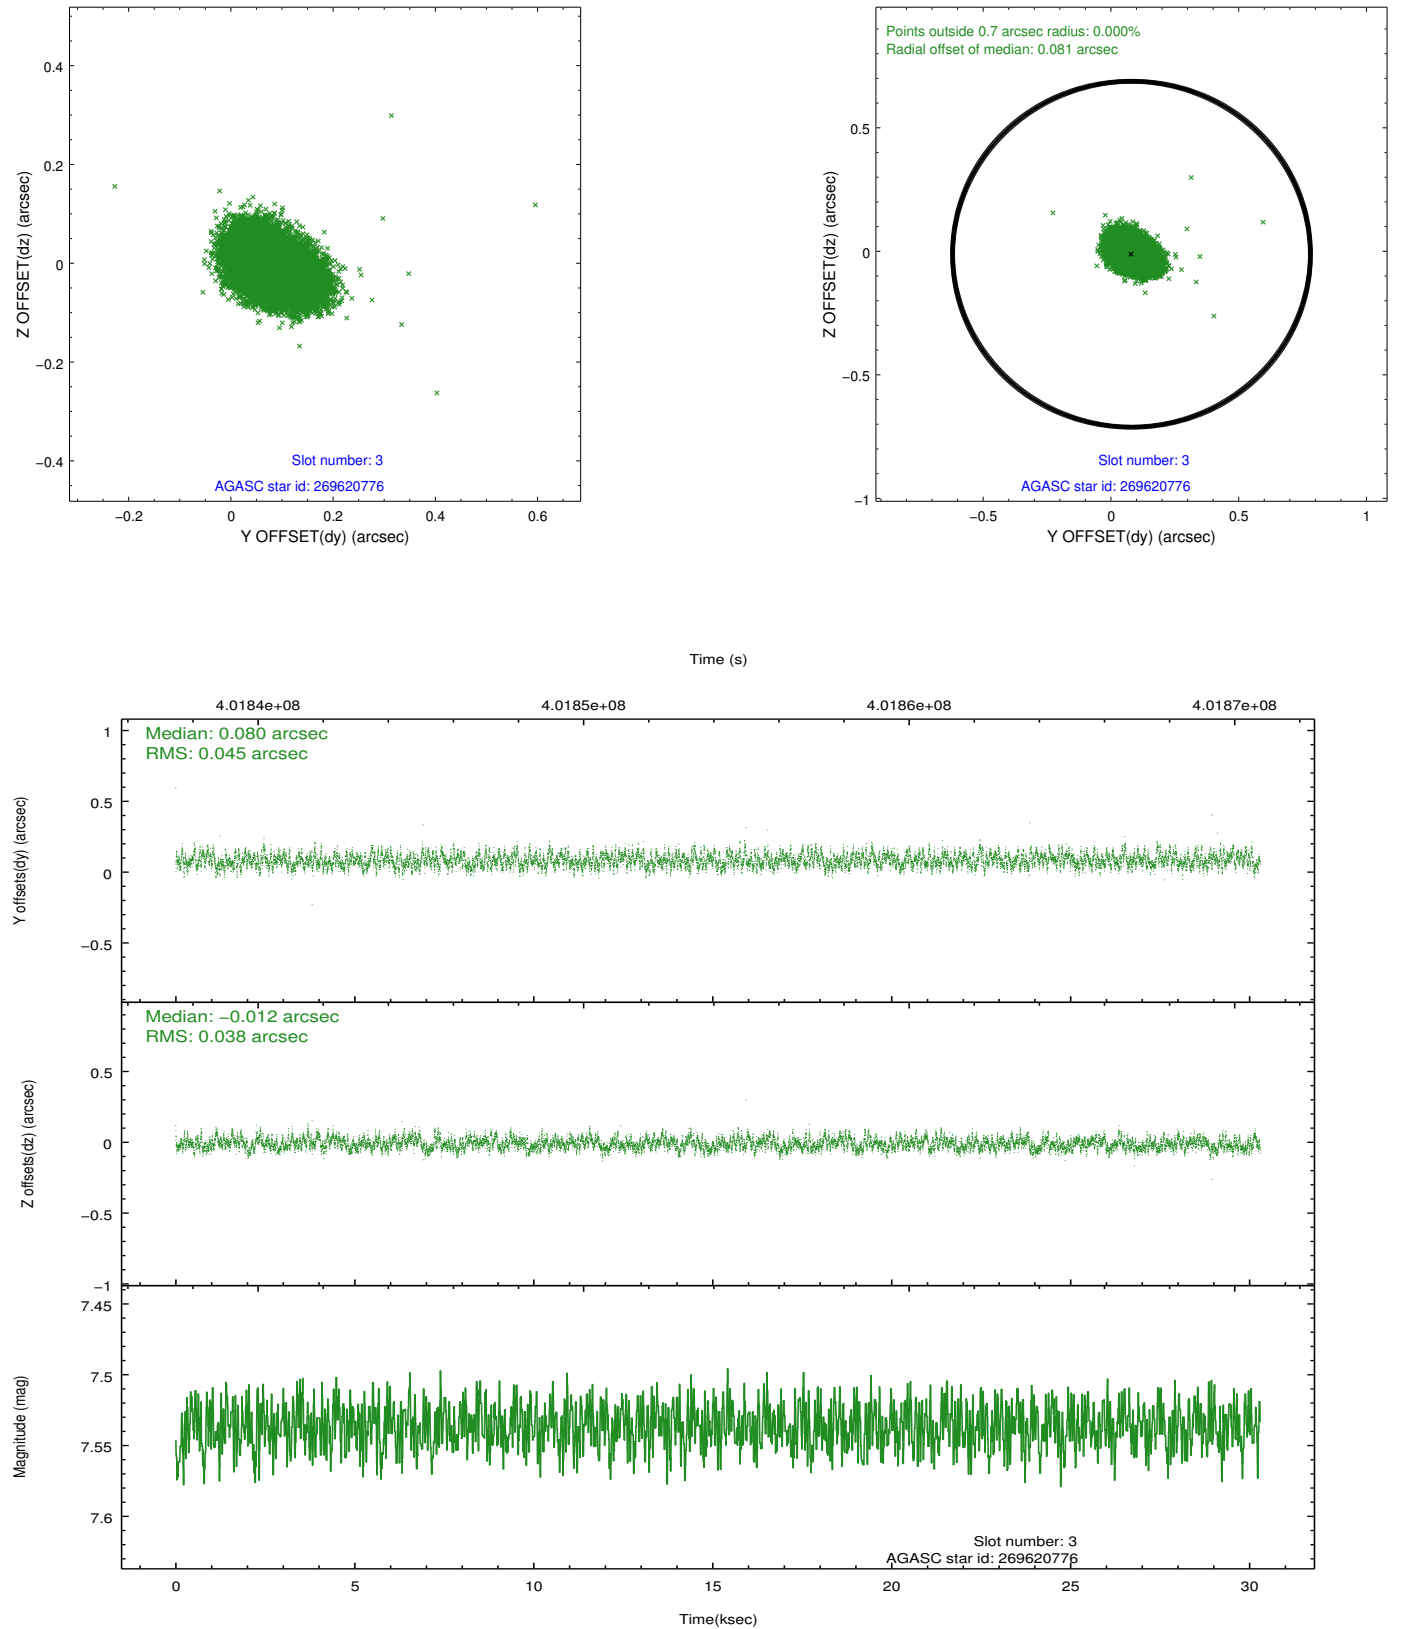 0.4
0.2
0
−0.2
−0.4
Z OFFSET(dz) (arcsec)
Slot number: 3
AGASC star id: 269620776
−0.2 0 0.2 0.4 0.6
Y OFFSET(dy) (arcsec)
Points outside 0.7 arcsec radius: 0.000%
Radial offset of median: 0.081 arcsec
0.5
0
−0.5
−1
Z OFFSET(dz) (arcsec)
Slot number: 3
AGASC star id: 269620776
−0.5 0 0.5 1
Y OFFSET(dy) (arcsec)
Time (s)
4.0184e+08 4.0185e+08 4.0186e+08 4.0187e+08
Median: 0.080 arcsec
RMS: 0.045 arcsec
1
0.5
0
−0.5
Y offsets(dy) (arcsec)
Median: −0.012 arcsec
RMS: 0.038 arcsec
0.5
0
−0.5
−1
Z offsets(dz) (arcsec)
7.45
7.5
7.55
7.6
Magnitude (mag)
Slot number: 3
AGASC star id: 269620776
0 5 10 15 20 25 30
Time(ksec)